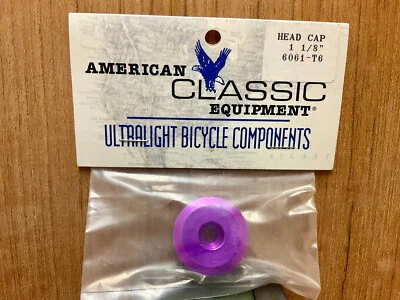 HEAD CAP
1 1/8"
6061-T6
AMERICAN
CLASSIC
EQUIPMENT®
ULTRALIGHT BICYCLE COMPONENTS